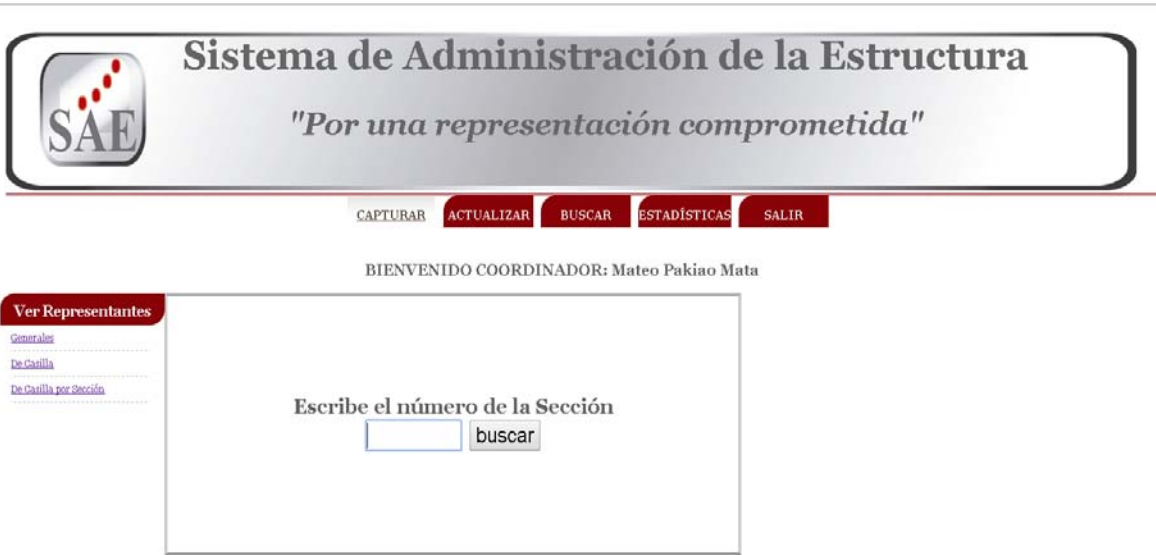 Sistema de Administración de la Estructura
"Por una representación comprometida"
SAE
CAPTURAR ACTUALIZAR BUSCAR ESTADÍSTICAS SALIR
BIENVENIDO COORDINADOR: Mateo Pakiao Mata
Ver Representantes
Generales
De Casilla
De Casilla por Sección
Escribe el número de la Sección
buscar